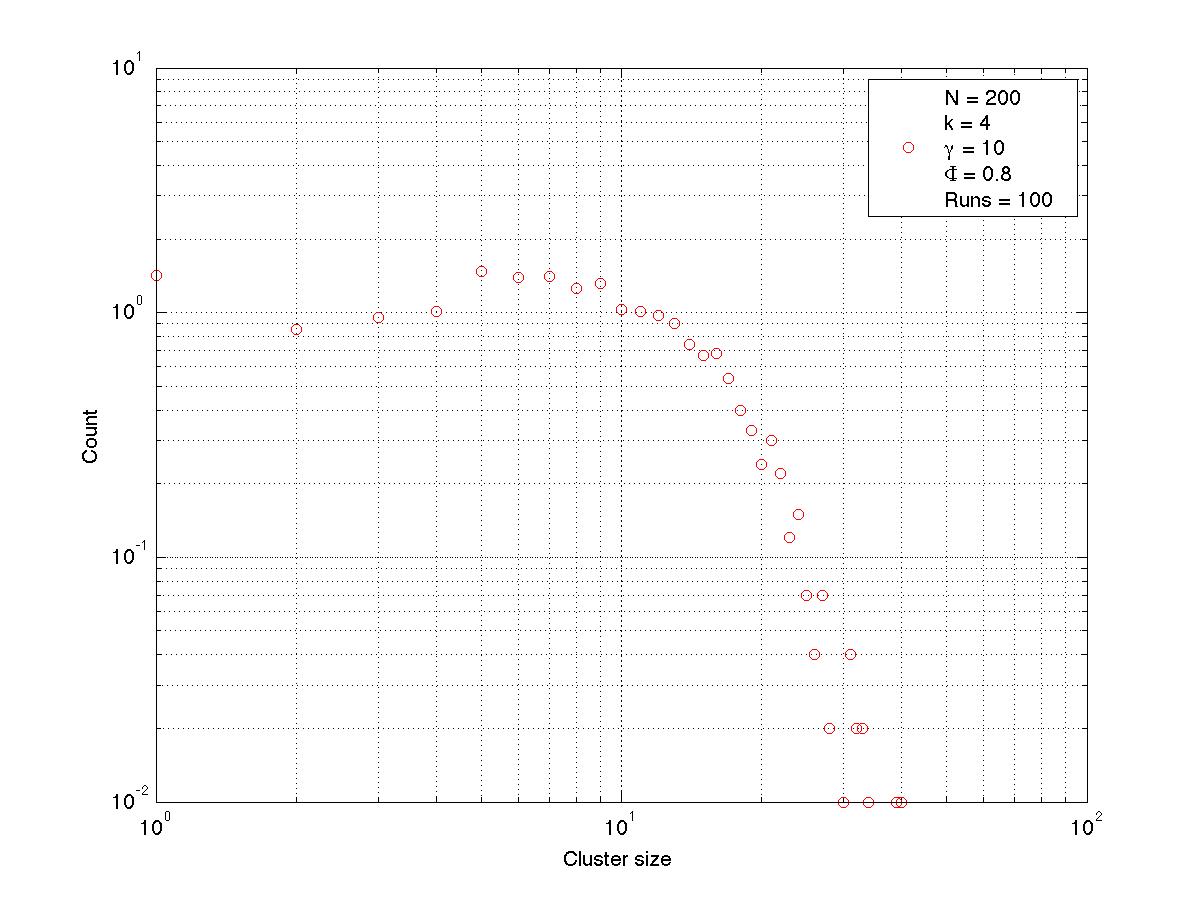 10^1
N = 200
k = 4
γ = 10
Φ = 0.8
Runs = 100
10^0
Count
10^-1
10^-2
10^0
10^1
10^2
Cluster size